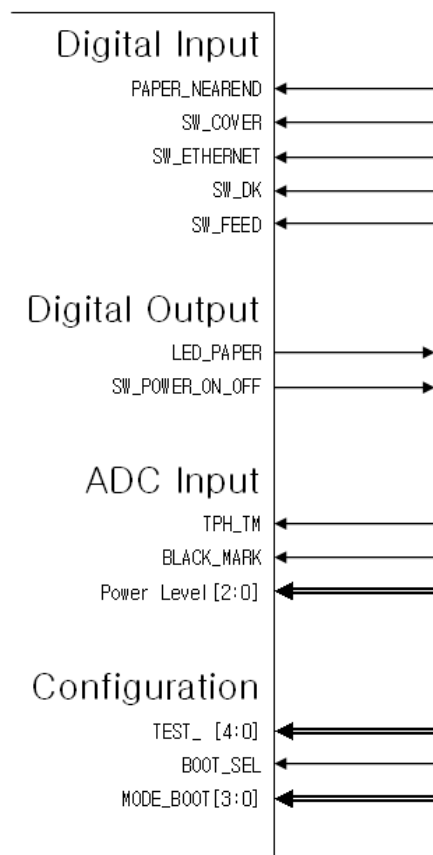 Digital Input
PAPER_NEAREND
SW_COVER
SW_ETHERNET
SW_DK
SW_FEED
Digital Output
LED_PAPER
SW_POWER_ON_OFF
ADC Input
TPH_TM
BLACK_MARK
Power Level[2:0]
Configuration
TEST_ [4:0]
BOOT_SEL
MODE_BOOT[3:0]